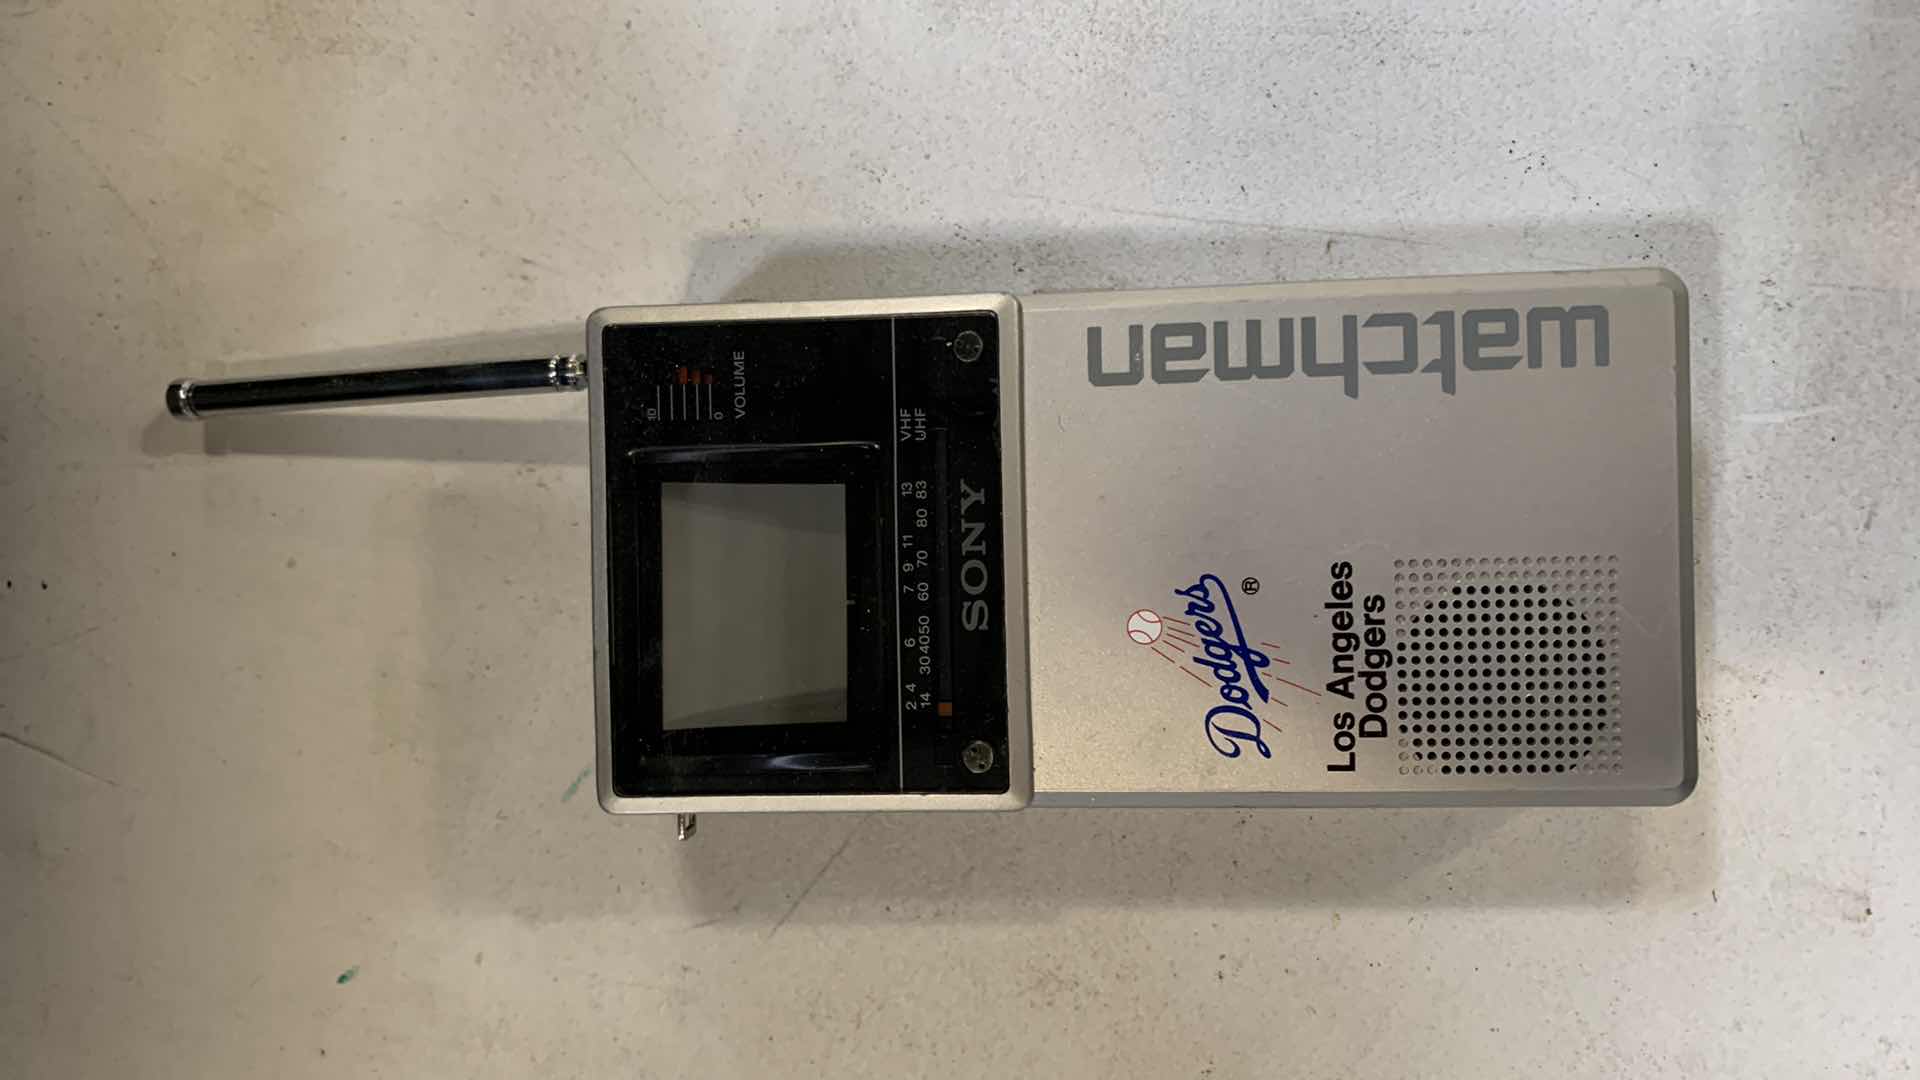 10
0
VOLUME
2 4 6 7 9 11 13 VHF
14 30 40 50 60 70 80 83 UHF
SONY
watchman
Dodgers ®
Los Angeles
Dodgers